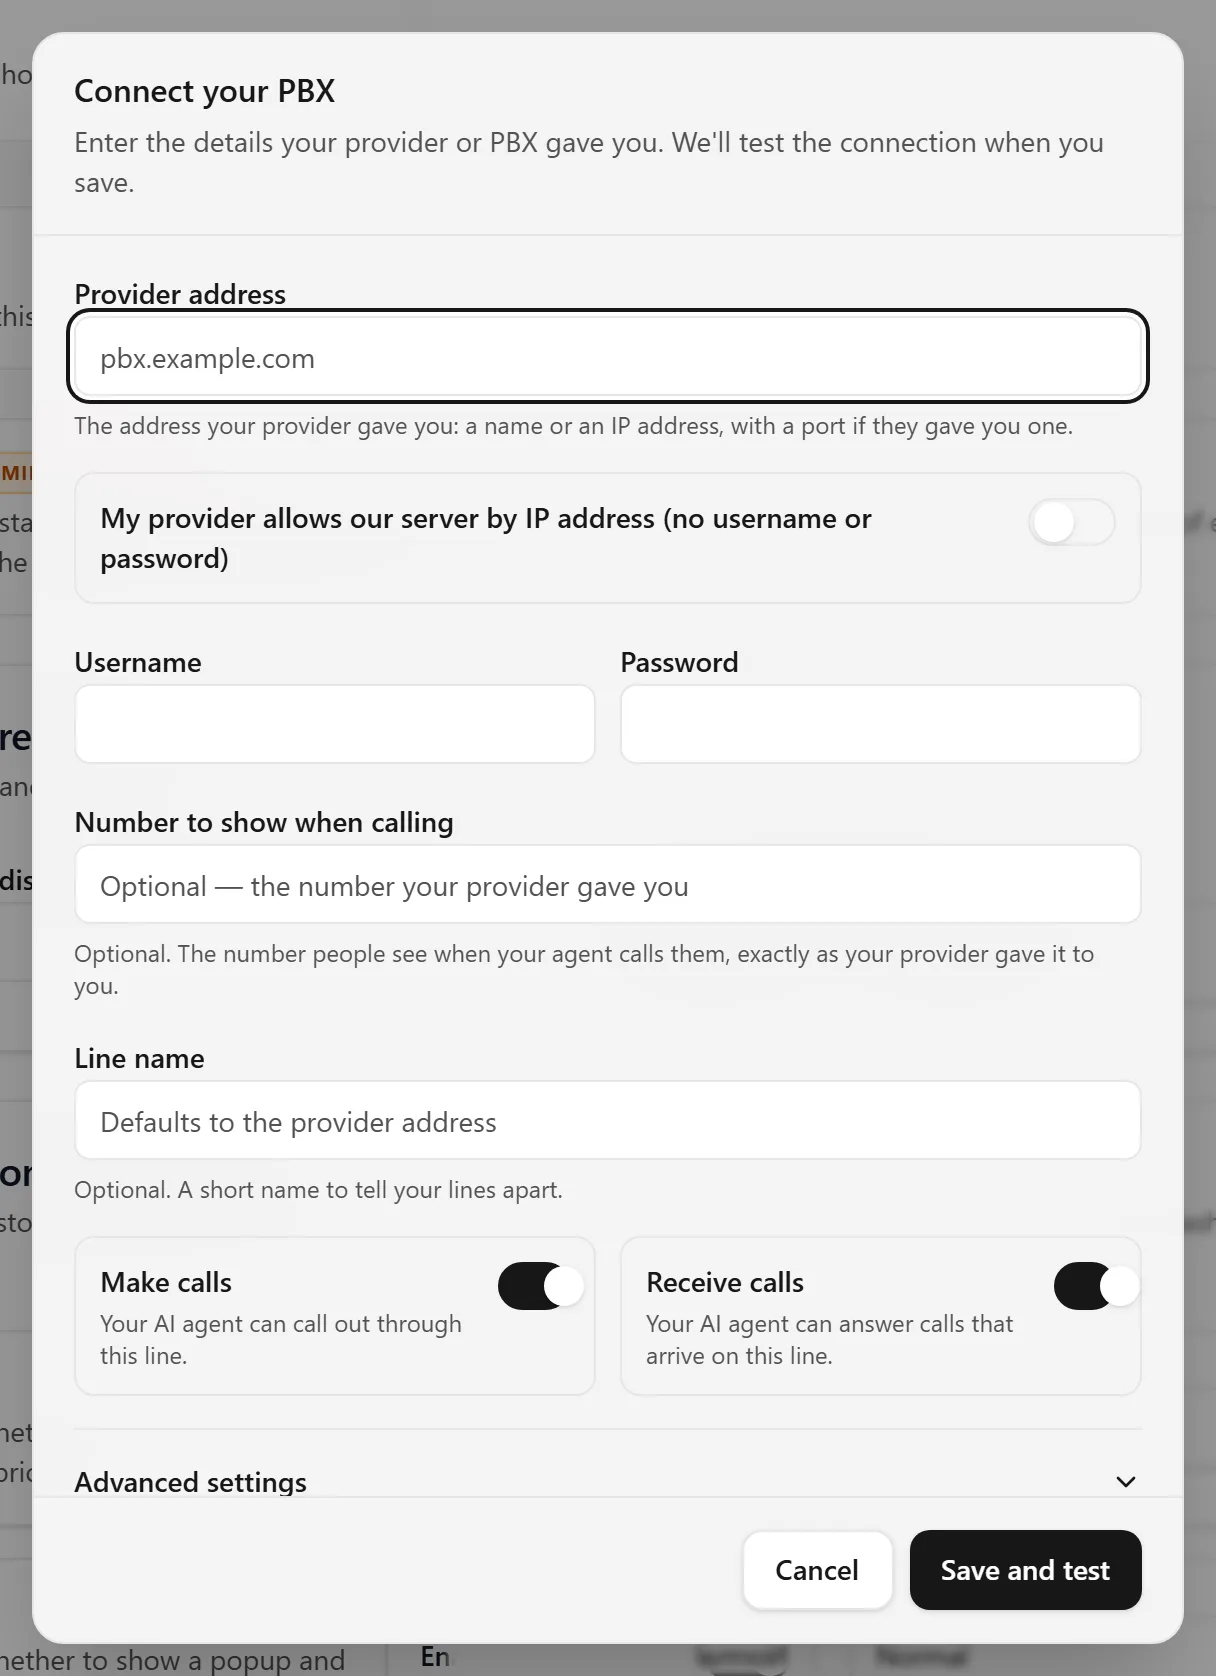 Connect your PBX
Enter the details your provider or PBX gave you. We'll test the connection when you
save.
Provider address
pbx.example.com
The address your provider gave you: a name or an IP address, with a port if they gave you one.
My provider allows our server by IP address (no username or
password)
Username
Password
Number to show when calling
Optional — the number your provider gave you
Optional. The number people see when your agent calls them, exactly as your provider gave it to
you.
Line name
Defaults to the provider address
Optional. A short name to tell your lines apart.
Make calls
Your AI agent can call out through
this line.
Receive calls
Your AI agent can answer calls that
arrive on this line.
Advanced settings
Cancel
Save and test
to show a popup and